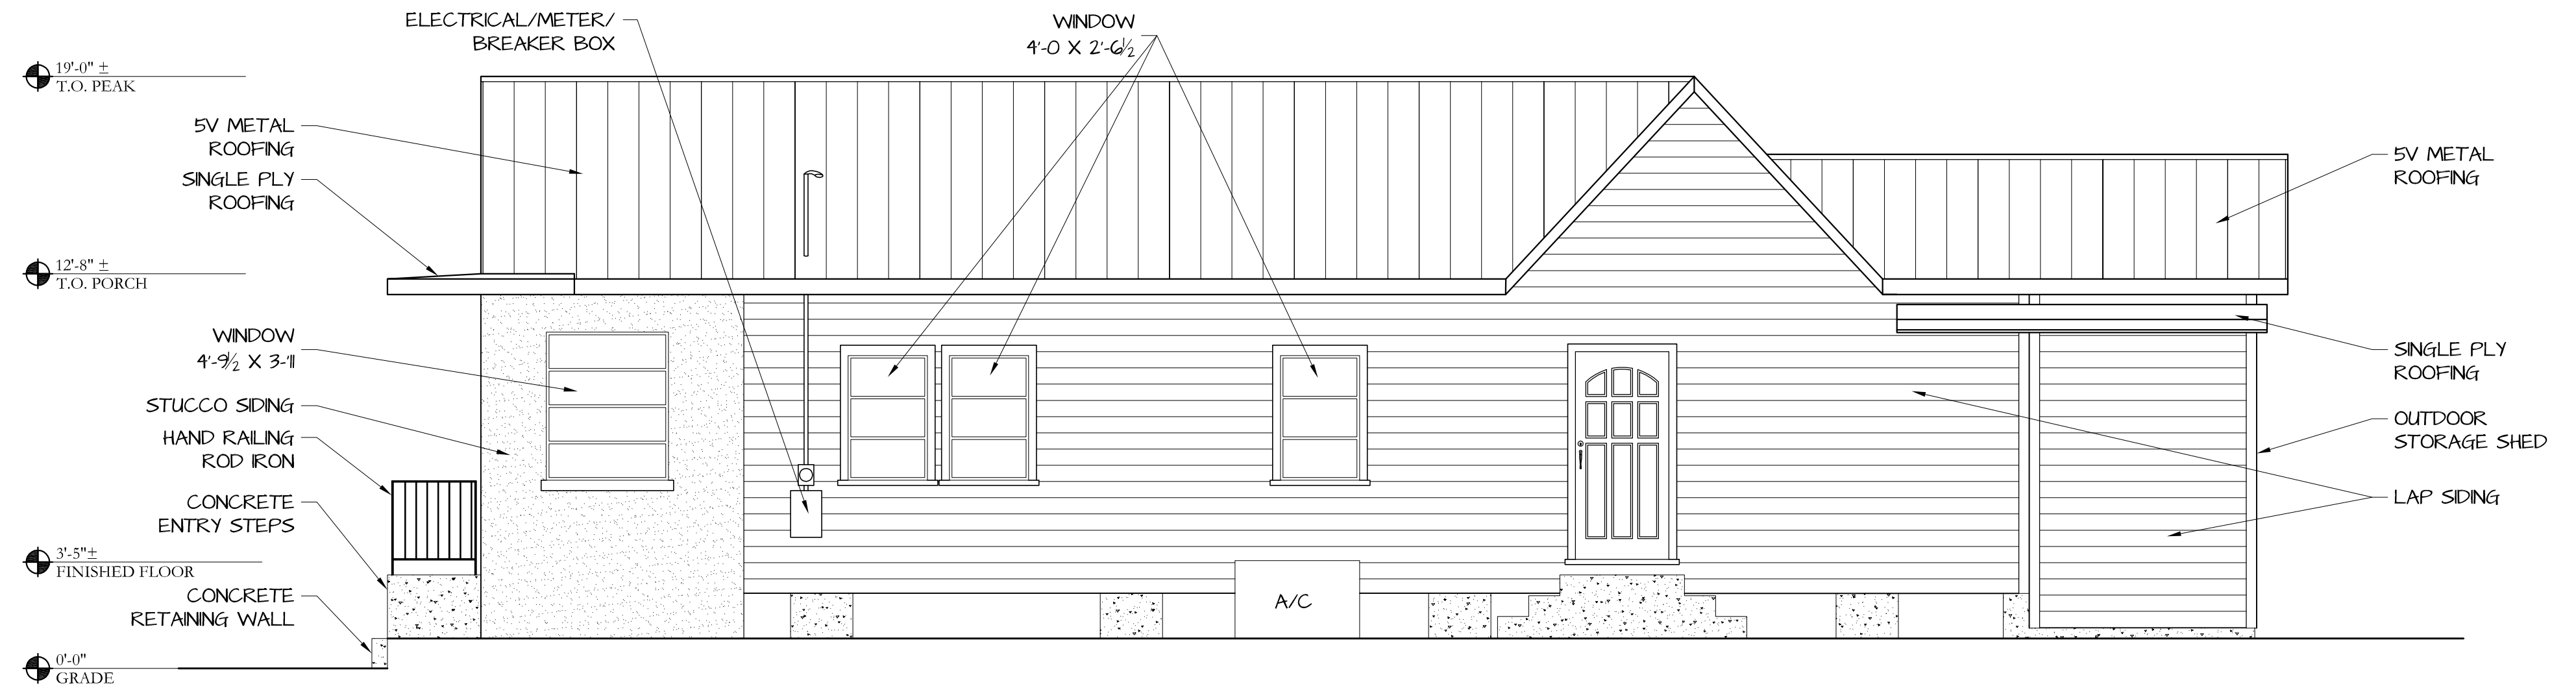 ELECTRICAL/METER/
BREAKER BOX
WINDOW
4'-0 X 2'-6½
19'-0" ±
T.O. PEAK
5V METAL
ROOFING
SINGLE PLY
ROOFING
12'-8" ±
T.O. PORCH
WINDOW
4'-9½ X 3-'11
STUCCO SIDING
HAND RAILING
ROD IRON
CONCRETE
ENTRY STEPS
3'-5"±
FINISHED FLOOR
CONCRETE
RETAINING WALL
0'-0"
GRADE
A/C
5V METAL
ROOFING
SINGLE PLY
ROOFING
OUTDOOR
STORAGE SHED
LAP SIDING